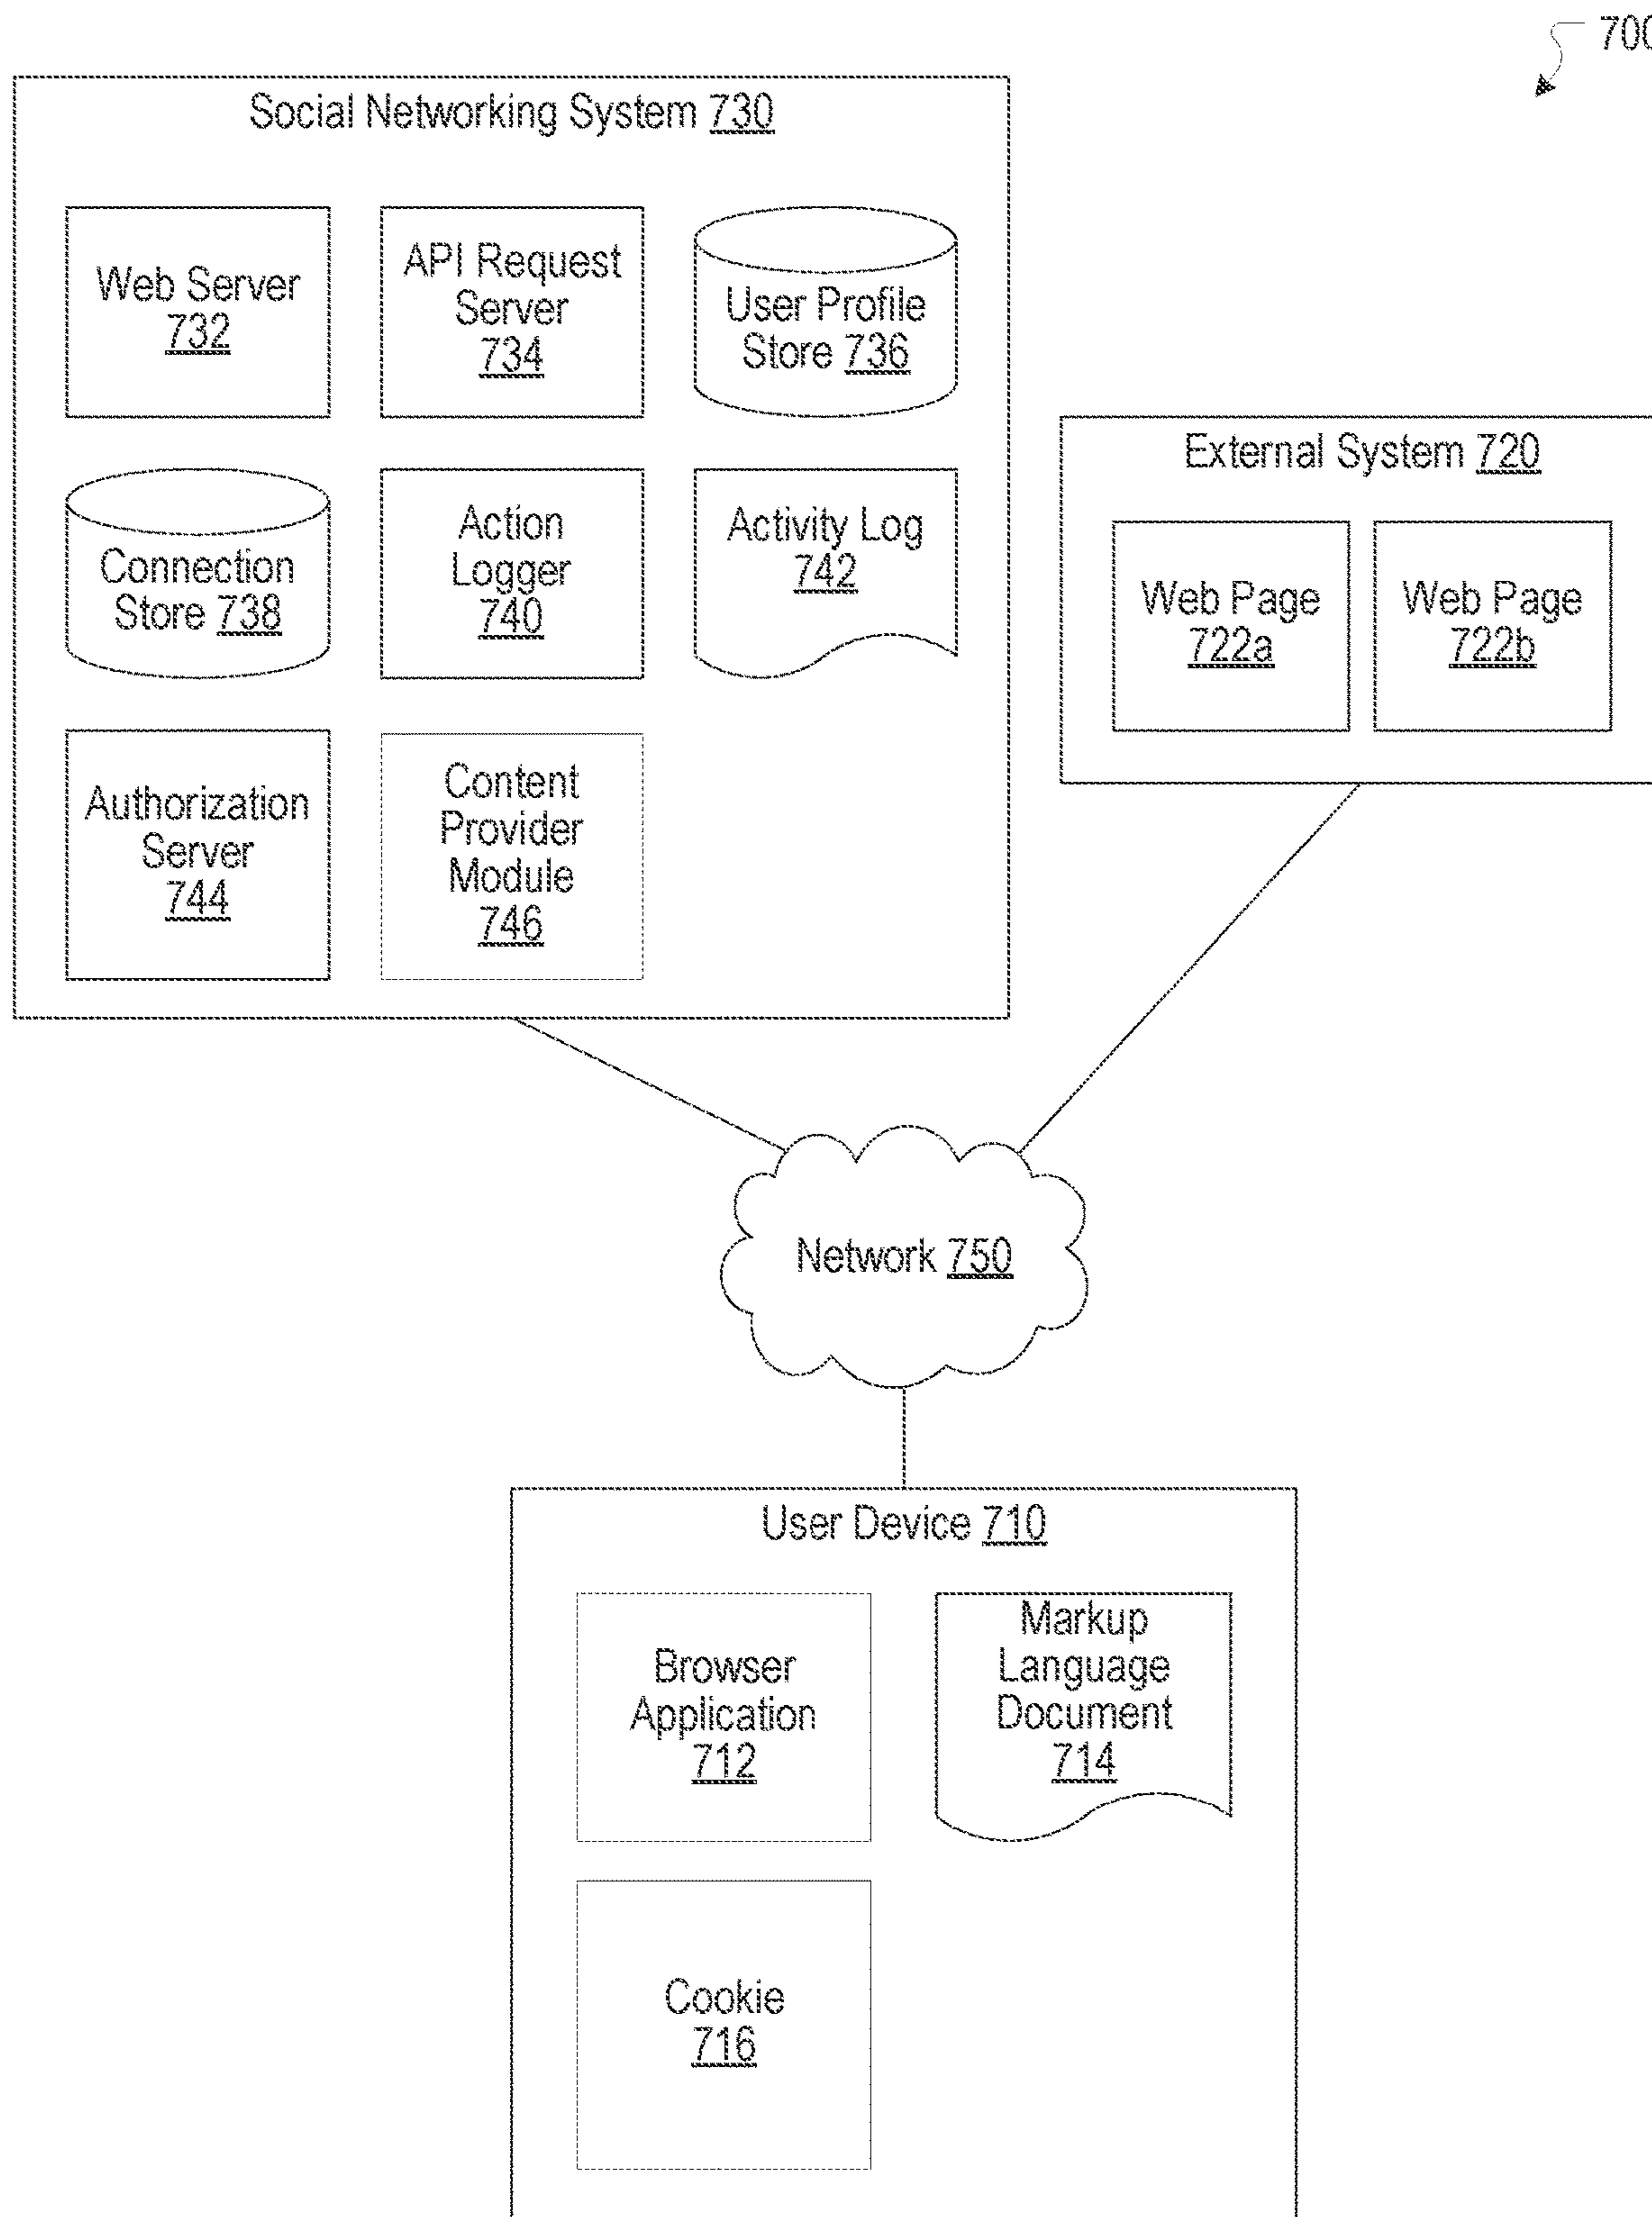 700
Social Networking System 730
Web Server
732
API Request
Server
734
User Profile
Store 736
Connection
Store 738
Action
Logger
740
Activity Log
742
Authorization
Server
744
Content
Provider
Module
746
External System 720
Web Page
722a
Web Page
722b
Network 750
User Device 710
Browser
Application
712
Markup
Language
Document
714
Cookie
716